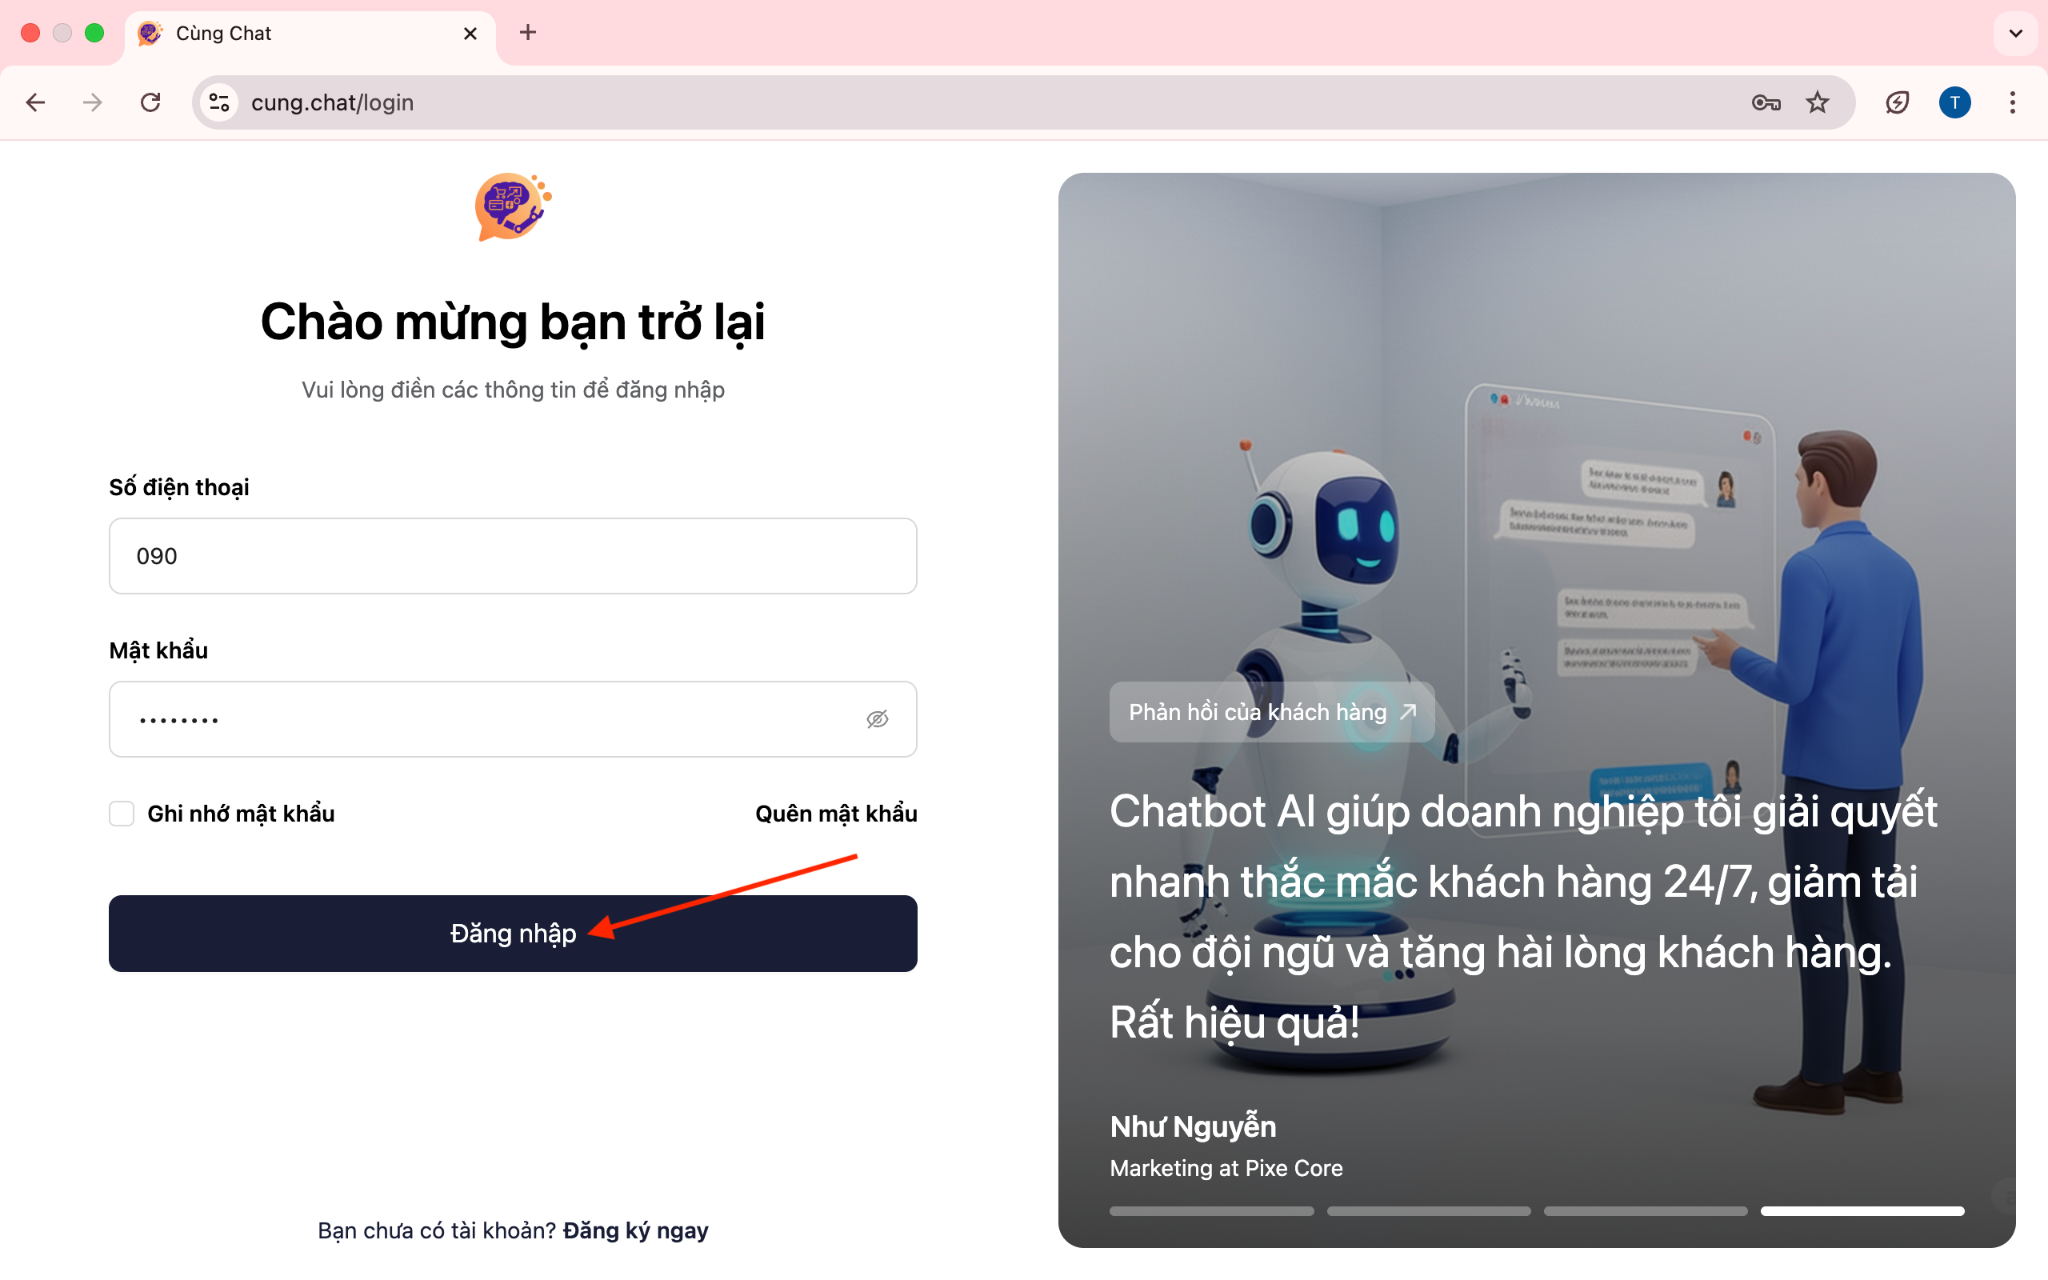 Cùng Chat
cung.chat/login
T
Chào mừng bạn trở lại
Vui lòng điền các thông tin để đăng nhập
Số điện thoại
090
Mật khẩu
••••••••
Ghi nhớ mật khẩu
Quên mật khẩu
Đăng nhập
Bạn chưa có tài khoản? Đăng ký ngay
Phản hồi của khách hàng
Chatbot AI giúp doanh nghiệp tôi giải quyết
nhanh thắc mắc khách hàng 24/7, giảm tải
cho đội ngũ và tăng hài lòng khách hàng.
Rất hiệu quả!
Như Nguyễn
Marketing at Pixe Core